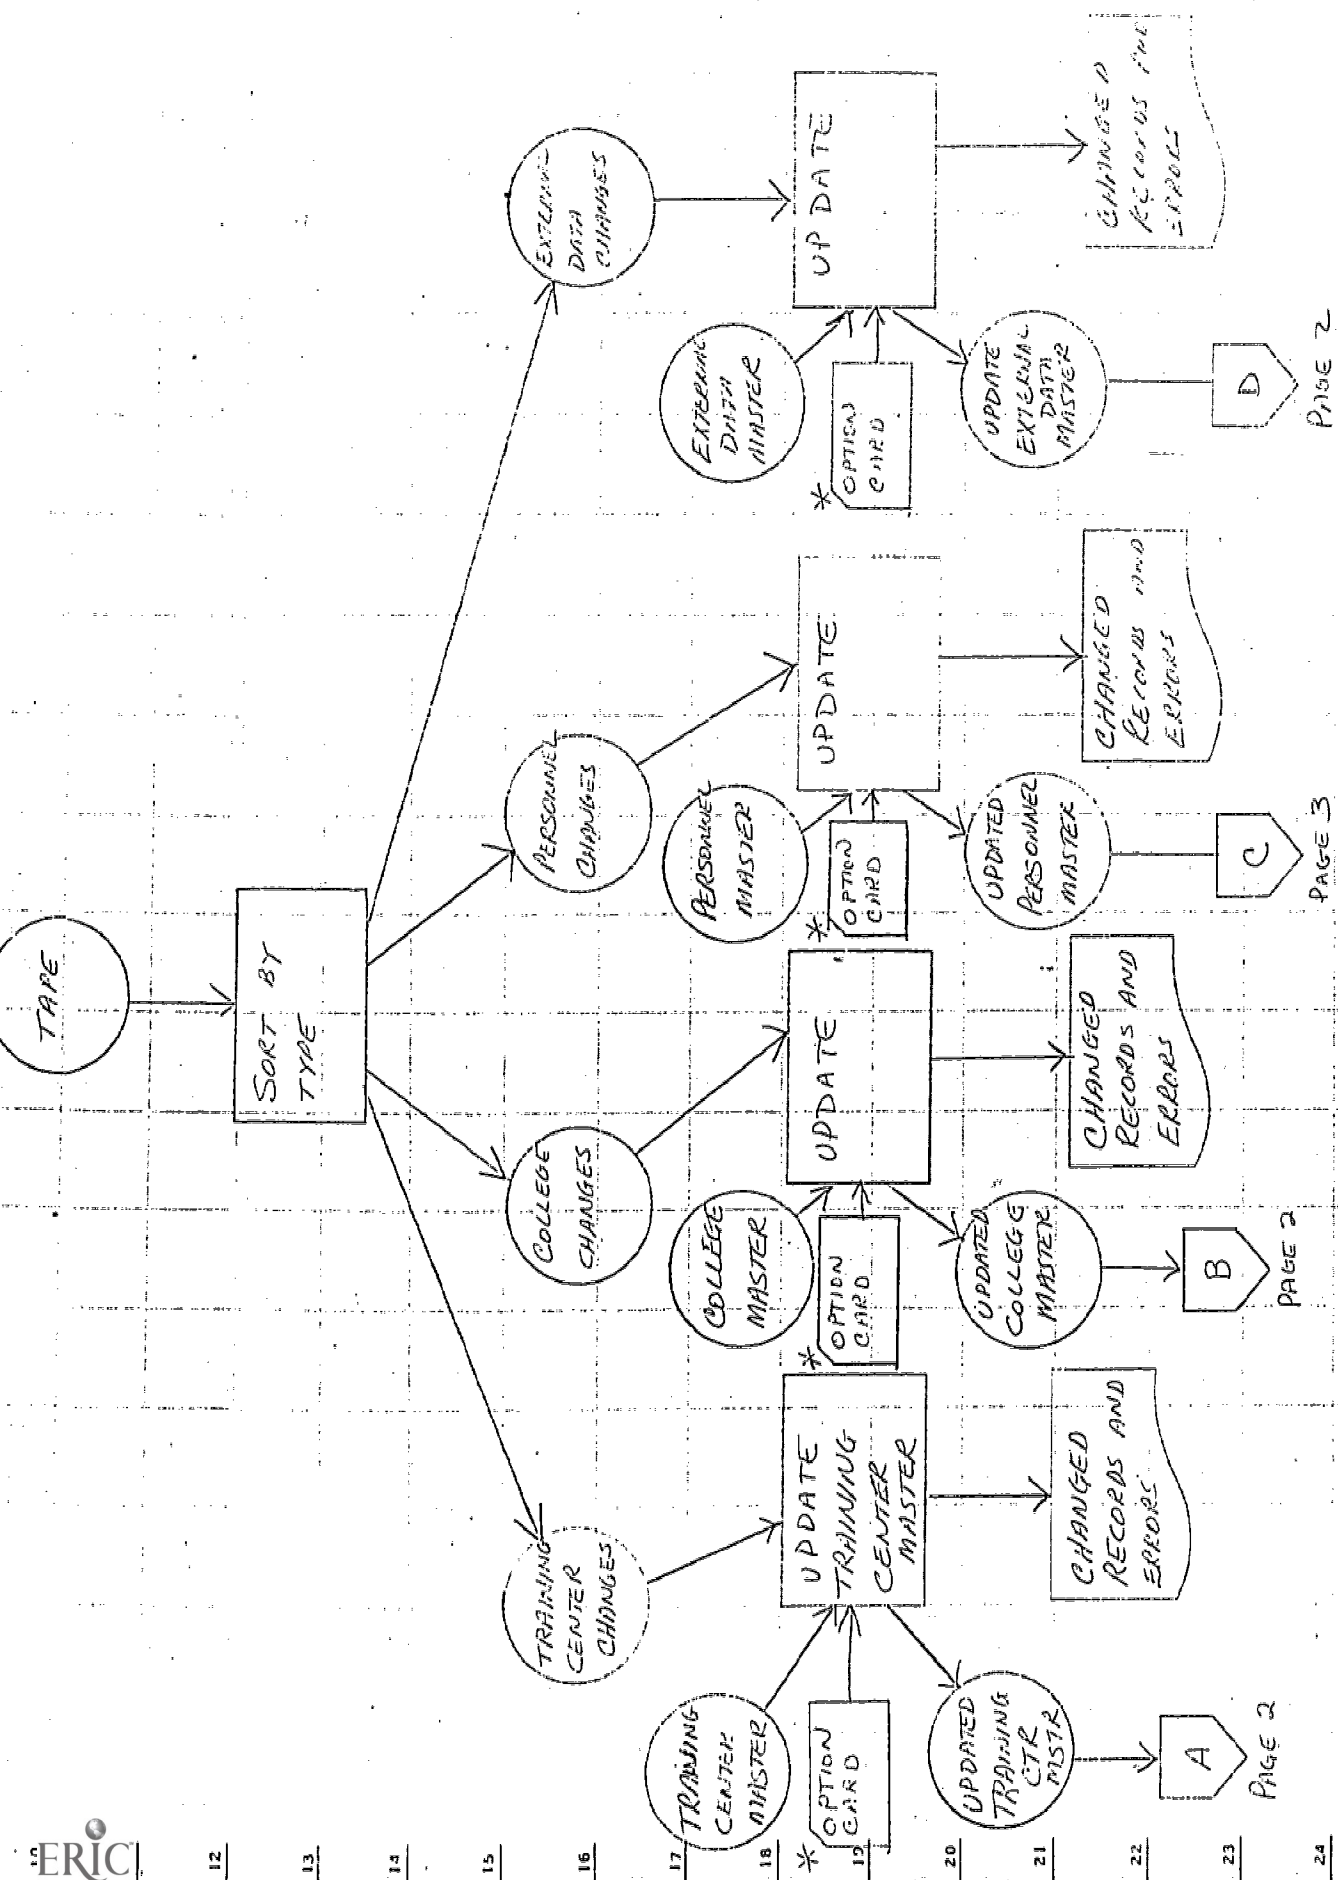 TAPE
SORT BY
TYPE
TRAINING
CENTER
CHANGES
COLLEGE
CHANGES
PERSONNEL
CHANGES
EXTERNAL
DATA
CHANGES
TRAINING
CENTER
MASTER
*
OPTION
CARD
UPDATE
TRAINING
CENTER
MASTER
COLLEGE
MASTER
*
OPTION
CARD
UPDATE
PERSONNEL
MASTER
*
OPTION
CARD
UPDATE
EXTERNAL
DATA
MASTER
*
OPTION
CARD
UPDATE
UPDATED
TRAINING
CTR
MSTR
CHANGED
RECORDS AND
ERRORS
UPDATED
COLLEGE
MASTER
CHANGED
RECORDS AND
ERRORS
UPDATED
PERSONNEL
MASTER
CHANGED
RECORDS AND
ERRORS
UPDATE
EXTERNAL
DATA
MASTER
CHANGED
RECORDS AND
ERRORS
A
PAGE 2
B
PAGE 2
C
PAGE 3
D
PAGE 2
12
13
14
15
16
17
18
19
20
21
22
23
24
ERIC